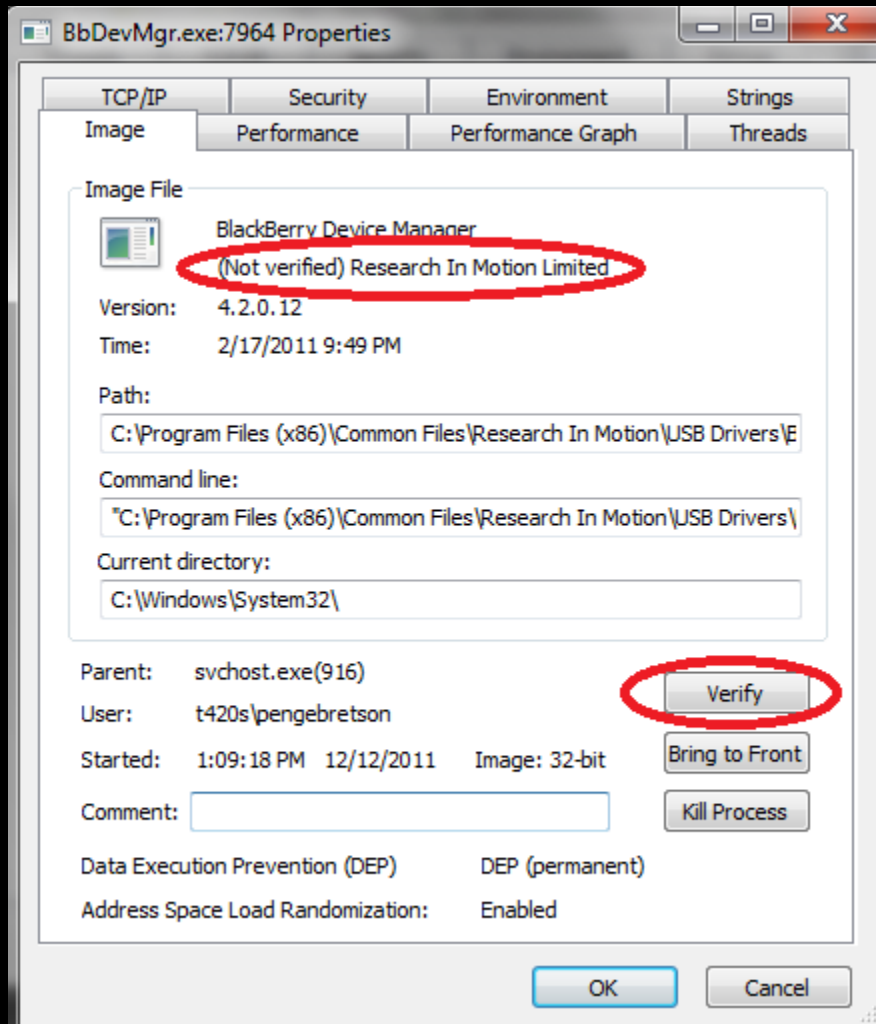 BbDevMgr.exe:7964 Properties
TCP/IP Security Environment Strings
Image Performance Performance Graph Threads
Image File
BlackBerry Device Manager
(Not verified) Research In Motion Limited
Version: 4.2.0.12
Time: 2/17/2011 9:49 PM
Path:
C:\Program Files (x86)\Common Files\Research In Motion\USB Drivers\B
Command line:
"C:\Program Files (x86)\Common Files\Research In Motion\USB Drivers\
Current directory:
C:\Windows\System32\
Parent: svchost.exe(916)
Verify
User: t420s\pengebretson
Started: 1:09:18 PM 12/12/2011 Image: 32-bit Bring to Front
Comment: Kill Process
Data Execution Prevention (DEP) DEP (permanent)
Address Space Load Randomization: Enabled
OK Cancel